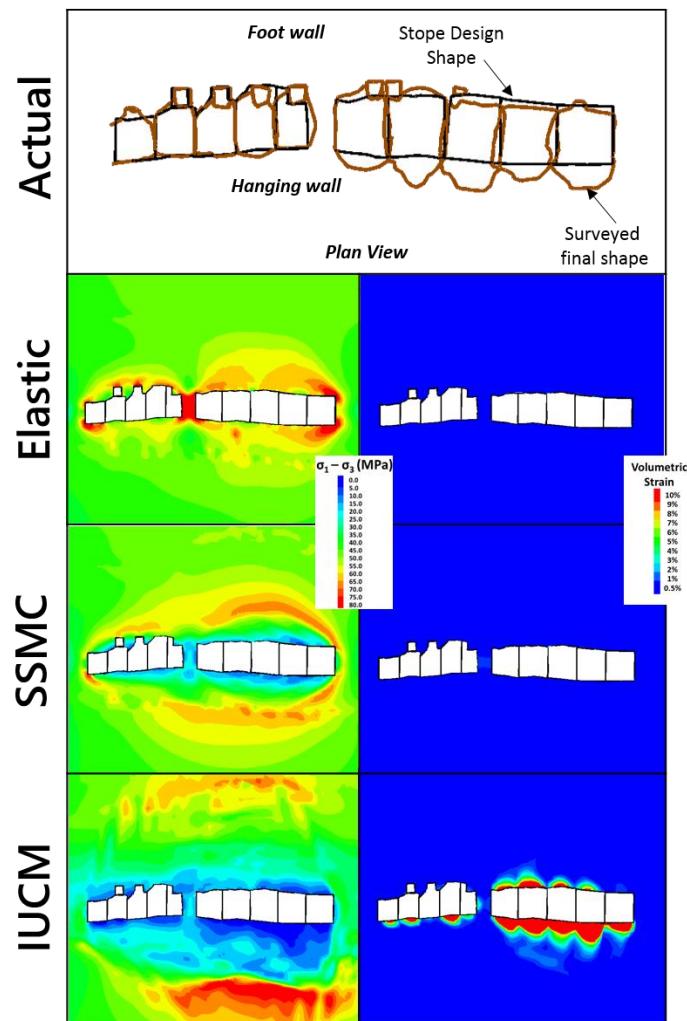 Actual
Foot wall
Stope Design
Shape
Hanging wall
Surveyed
final shape
Plan View
Elastic
σ₁ – σ₃ (MPa)
0.0
5.0
10.0
15.0
20.0
25.0
30.0
35.0
40.0
45.0
50.0
55.0
60.0
65.0
70.0
75.0
80.0
Volumetric
Strain
10%
9%
8%
7%
6%
5%
4%
3%
2%
1%
0.5%
SSMC
IUCM